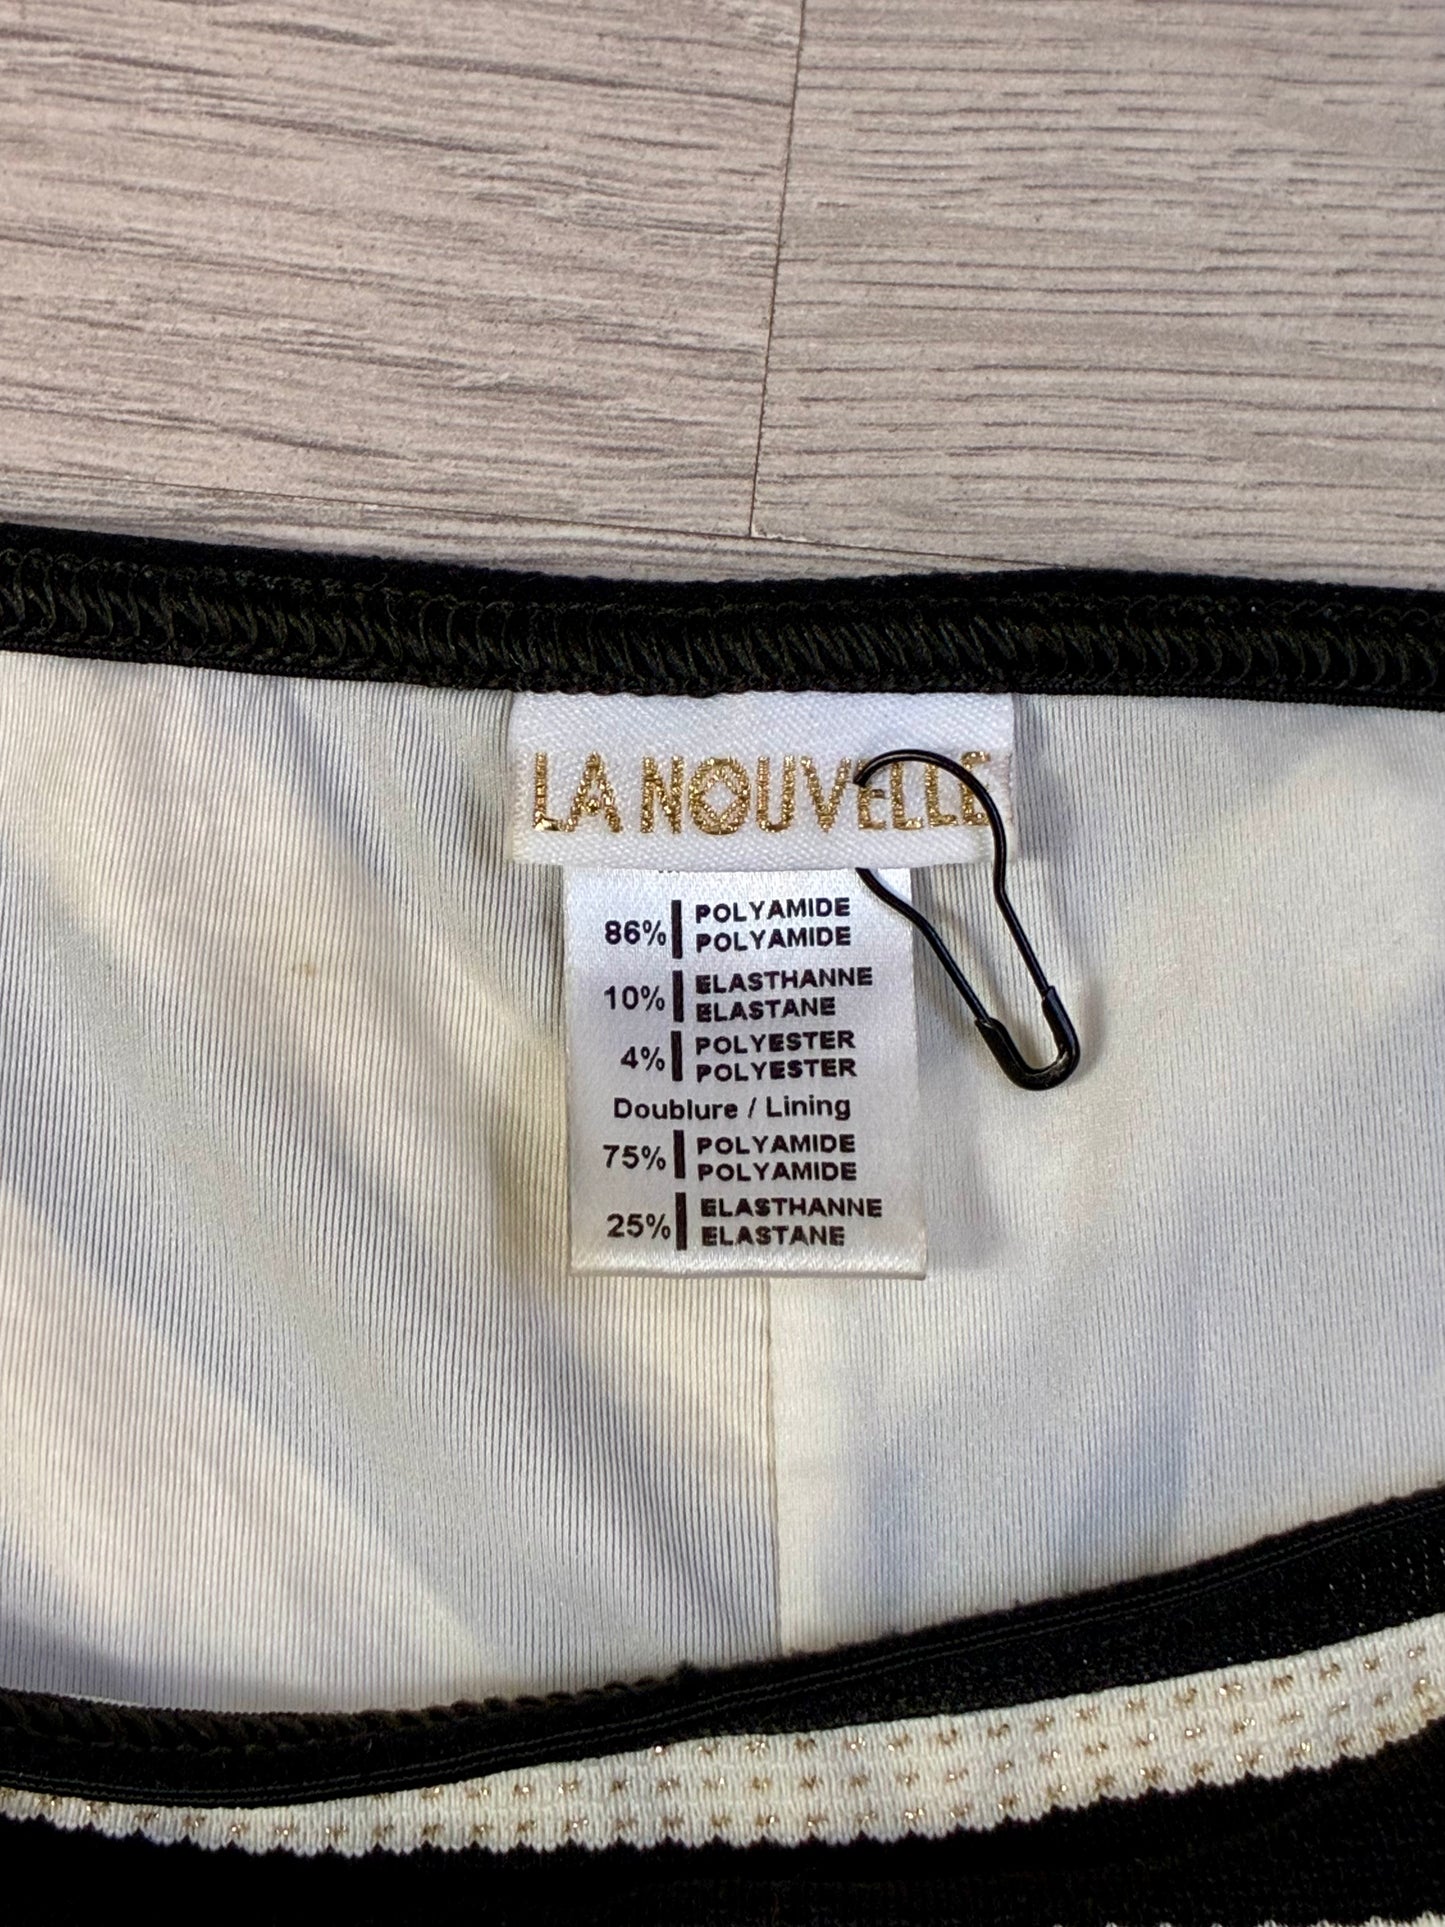 LA NOUVELLE
86% POLYAMIDE
POLYAMIDE
10% ELASTHANNE
ELASTANE
4% POLYESTER
POLYESTER
Doublure / Lining
75% POLYAMIDE
POLYAMIDE
25% ELASTHANNE
ELASTANE